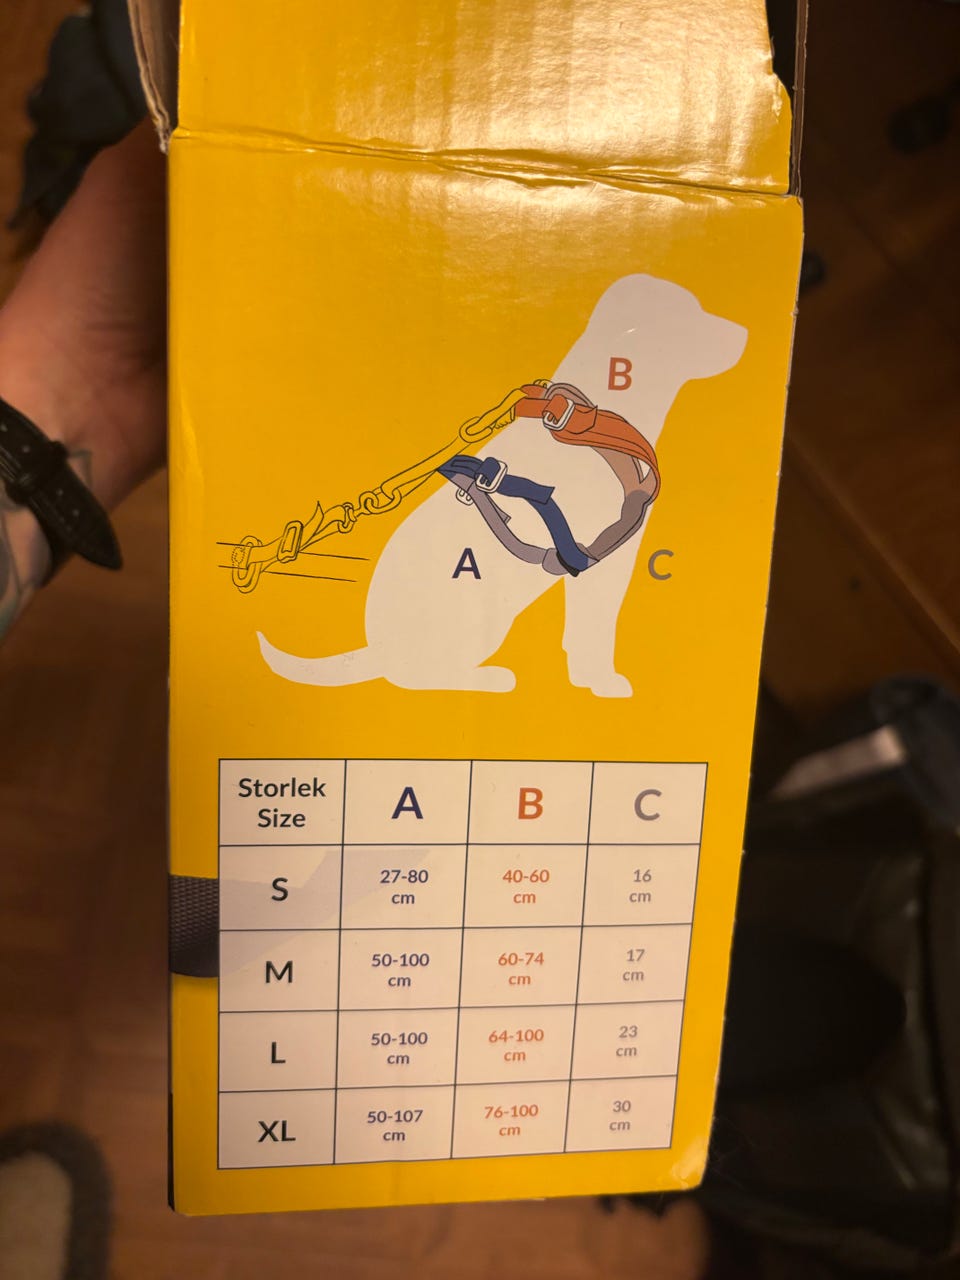 B
A
C
Storlek
Size
A
B
C
S
27-80
cm
40-60
cm
16
cm
M
50-100
cm
60-74
cm
17
cm
L
50-100
cm
64-100
cm
23
cm
XL
50-107
cm
76-100
cm
30
cm